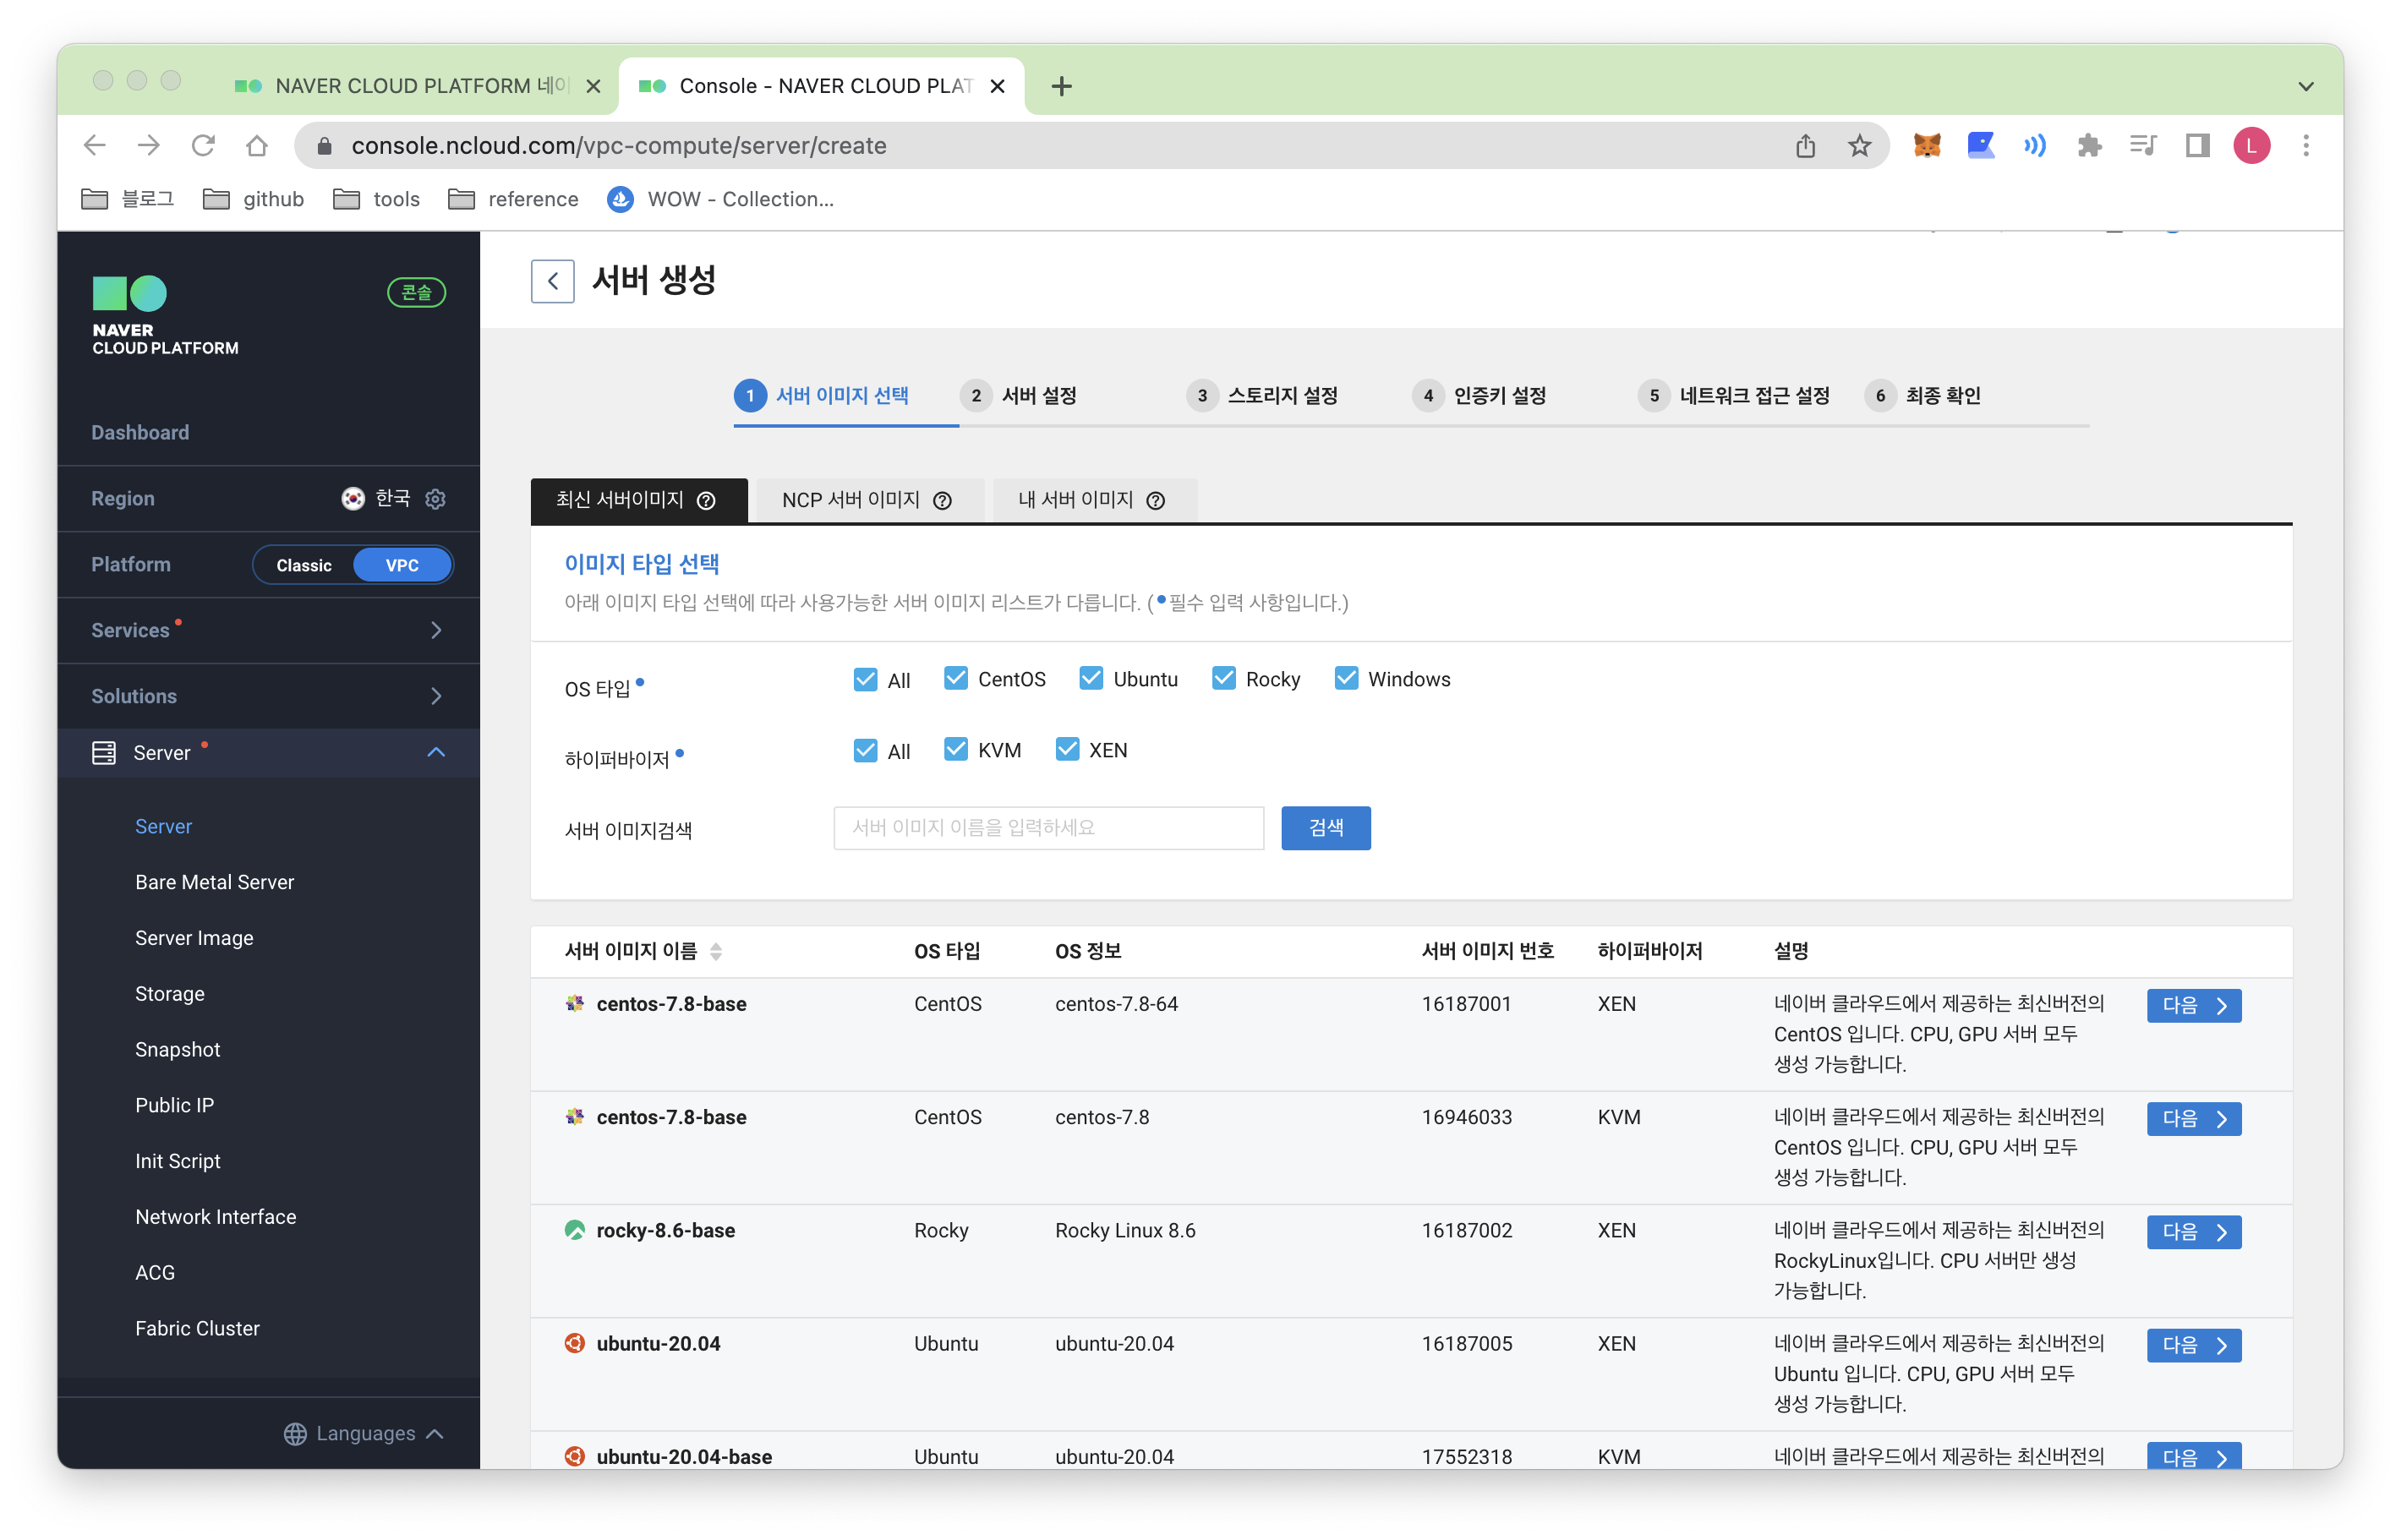 NAVER CLOUD PLATFORM 네이
Console - NAVER CLOUD PLAT
console.ncloud.com/vpc-compute/server/create
L
블로그
github
tools
reference
WOW - Collection...
NAVER
CLOUD PLATFORM
콘솔
Dashboard
Region
한국
Platform
Classic
VPC
Services
Solutions
Server
Server
Bare Metal Server
Server Image
Storage
Snapshot
Public IP
Init Script
Network Interface
ACG
Fabric Cluster
Languages
서버 생성
1 서버 이미지 선택
2 서버 설정
3 스토리지 설정
4 인증키 설정
5 네트워크 접근 설정
6 최종 확인
최신 서버이미지
NCP 서버 이미지
내 서버 이미지
이미지 타입 선택
아래 이미지 타입 선택에 따라 사용가능한 서버 이미지 리스트가 다릅니다. (•필수 입력 사항입니다.)
OS 타입• All CentOS Ubuntu Rocky Windows
하이퍼바이저• All KVM XEN
서버 이미지검색 서버 이미지 이름을 입력하세요 검색
서버 이미지 이름 OS 타입 OS 정보 서버 이미지 번호 하이퍼바이저 설명
centos-7.8-base CentOS centos-7.8-64 16187001 XEN 네이버 클라우드에서 제공하는 최신버전의 다음
CentOS 입니다. CPU, GPU 서버 모두
생성 가능합니다.
centos-7.8-base CentOS centos-7.8 16946033 KVM 네이버 클라우드에서 제공하는 최신버전의 다음
CentOS 입니다. CPU, GPU 서버 모두
생성 가능합니다.
rocky-8.6-base Rocky Rocky Linux 8.6 16187002 XEN 네이버 클라우드에서 제공하는 최신버전의 다음
RockyLinux입니다. CPU 서버만 생성
가능합니다.
ubuntu-20.04 Ubuntu ubuntu-20.04 16187005 XEN 네이버 클라우드에서 제공하는 최신버전의 다음
Ubuntu 입니다. CPU, GPU 서버 모두
생성 가능합니다.
ubuntu-20.04-base Ubuntu ubuntu-20.04 17552318 KVM 네이버 클라우드에서 제공하는 최신버전의 다음